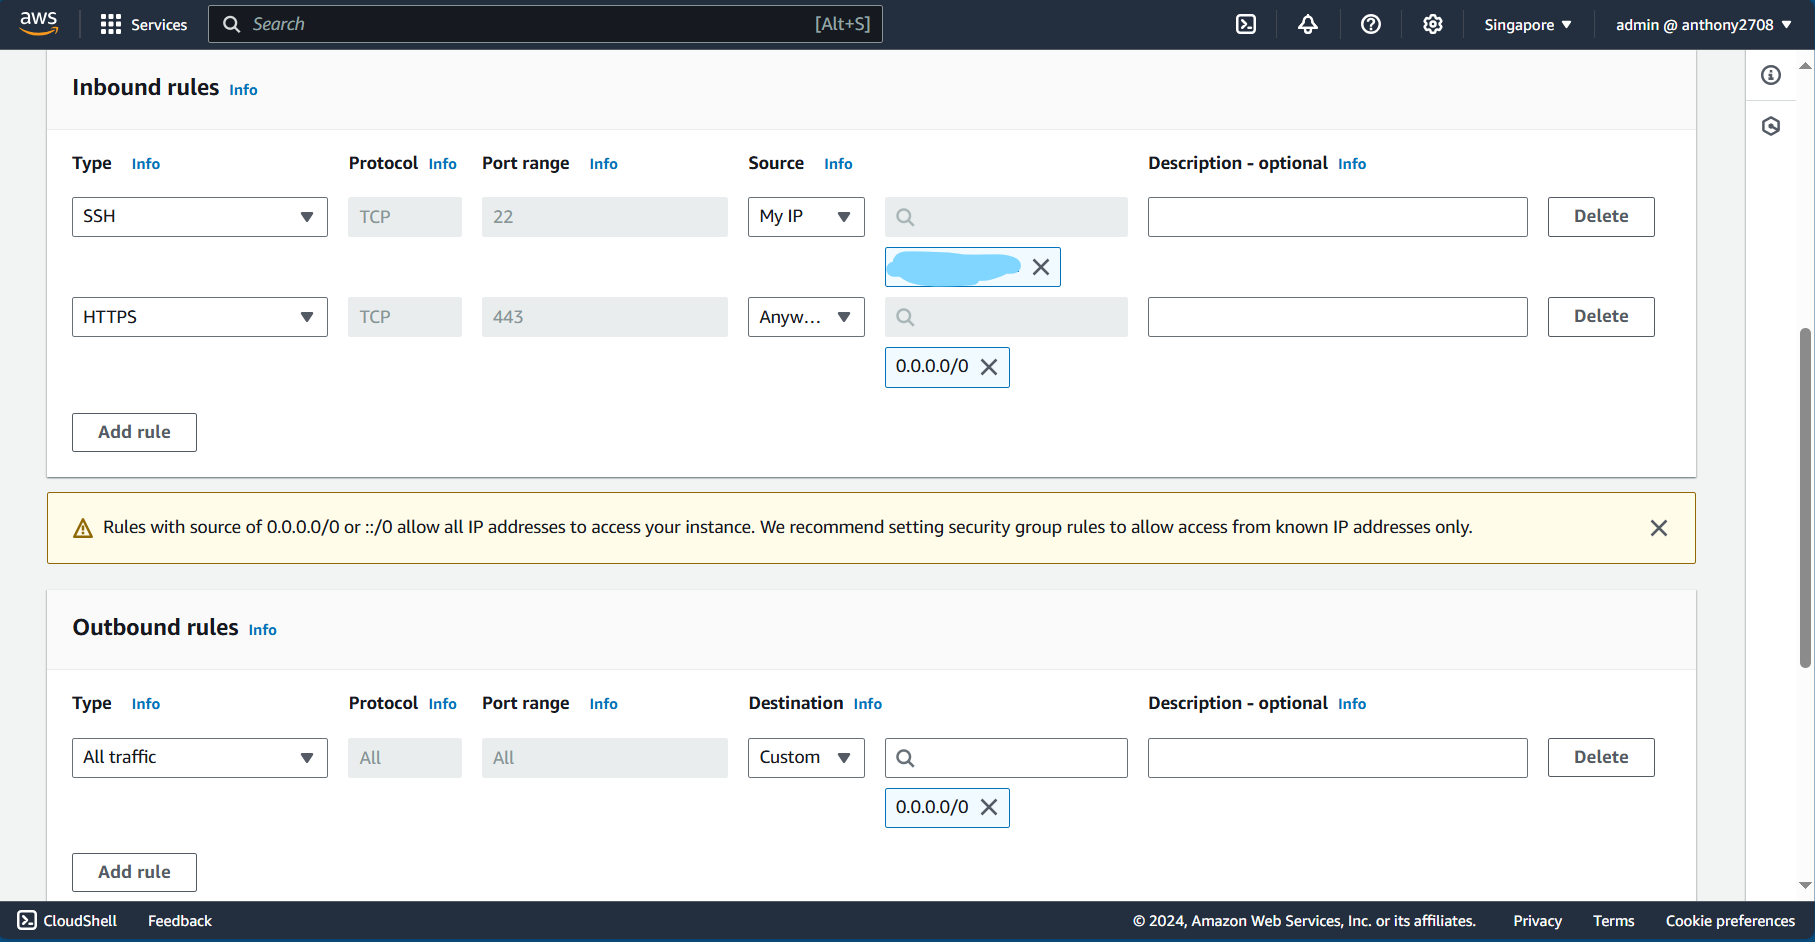 aws Services Search [Alt+S] Singapore admin @ anthony2708
Inbound rules Info
Type Info Protocol Info Port range Info Source Info Description - optional Info
SSH TCP 22 My IP Delete
HTTPS TCP 443 Anyw... Delete
0.0.0.0/0
Add rule
Rules with source of 0.0.0.0/0 or ::/0 allow all IP addresses to access your instance. We recommend setting security group rules to allow access from known IP addresses only.
Outbound rules Info
Type Info Protocol Info Port range Info Destination Info Description - optional Info
All traffic All All Custom Delete
0.0.0.0/0
Add rule
CloudShell Feedback © 2024, Amazon Web Services, Inc. or its affiliates. Privacy Terms Cookie preferences